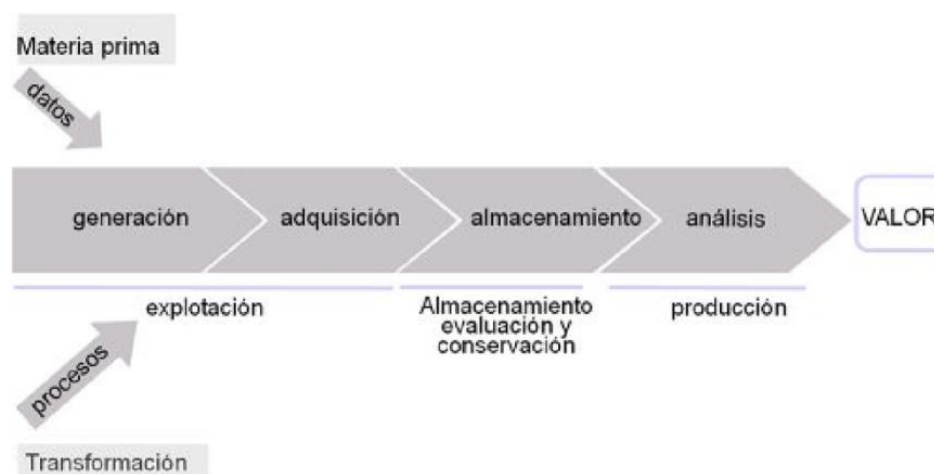 Materia prima
datos
generación
adquisición
almacenamiento
análisis
VALOR
explotación
Almacenamiento
evaluación y
conservación
producción
procesos
Transformación